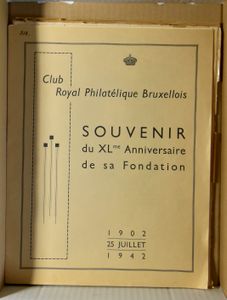 Club
Royal Philatélique Bruxellois
SOUVENIR
du XLme Anniversaire
de sa Fondation
1902
25 JUILLET
1942